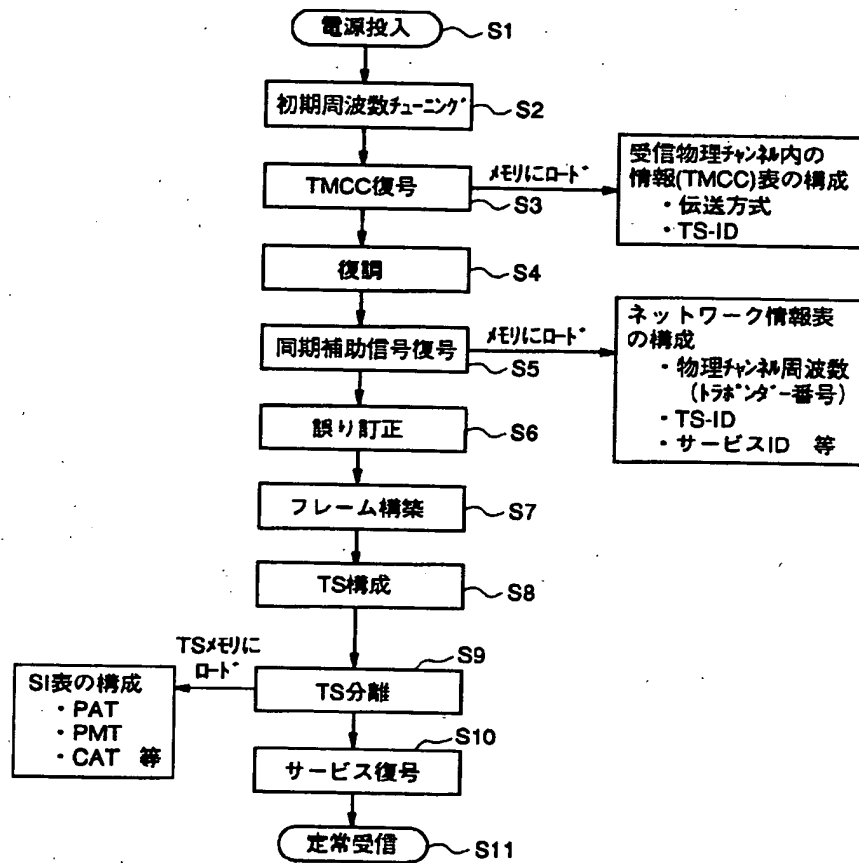 電源投入
S1
初期周波数チューニング
S2
TMCC復号
S3
メモリにロード
受信物理チャンネル内の
情報(TMCC)表の構成
・伝送方式
・TS-ID
復調
S4
同期補助信号復号
S5
メモリにロード
ネットワーク情報表
の構成
・物理チャンネル周波数
(トラポンダー番号)
・TS-ID
・サービスID 等
誤り訂正
S6
フレーム構築
S7
TS構成
S8
TS分離
S9
TSメモリに
ロード
SI表の構成
・PAT
・PMT
・CAT 等
サービス復号
S10
定常受信
S11